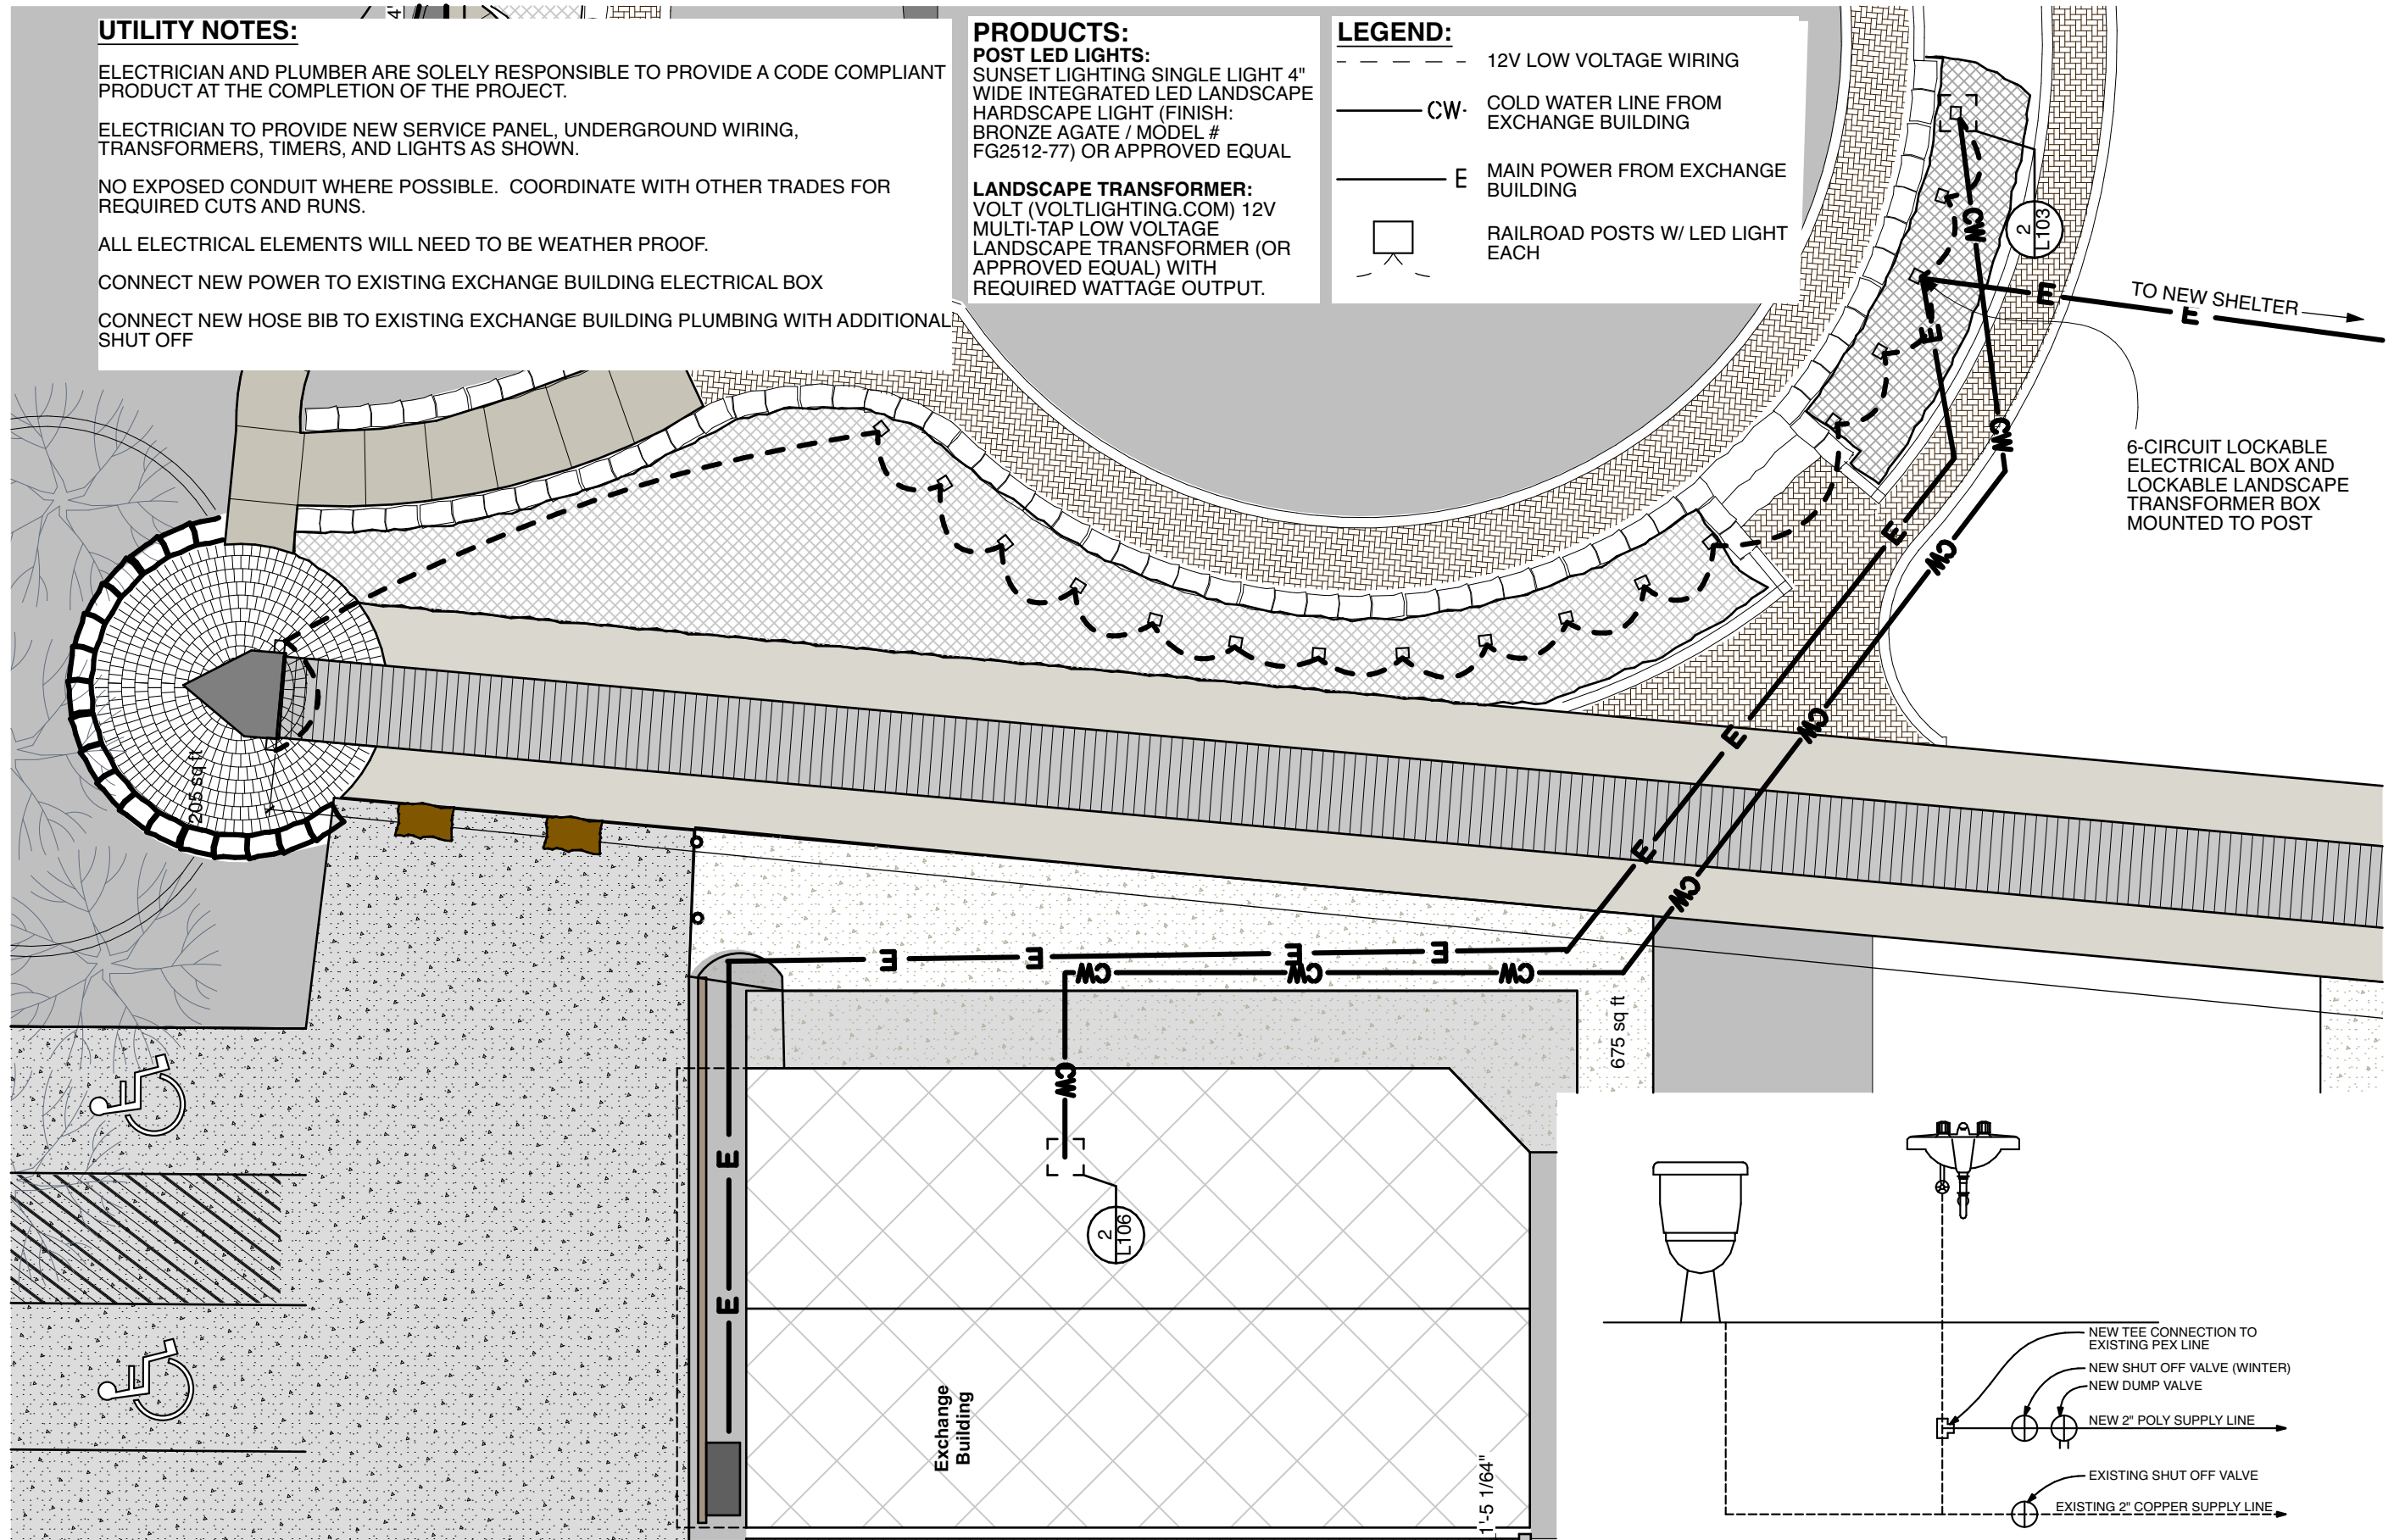 UTILITY NOTES:
ELECTRICIAN AND PLUMBER ARE SOLELY RESPONSIBLE TO PROVIDE A CODE COMPLIANT
PRODUCT AT THE COMPLETION OF THE PROJECT.
ELECTRICIAN TO PROVIDE NEW SERVICE PANEL, UNDERGROUND WIRING,
TRANSFORMERS, TIMERS, AND LIGHTS AS SHOWN.
NO EXPOSED CONDUIT WHERE POSSIBLE. COORDINATE WITH OTHER TRADES FOR
REQUIRED CUTS AND RUNS.
ALL ELECTRICAL ELEMENTS WILL NEED TO BE WEATHER PROOF.
CONNECT NEW POWER TO EXISTING EXCHANGE BUILDING ELECTRICAL BOX
CONNECT NEW HOSE BIB TO EXISTING EXCHANGE BUILDING PLUMBING WITH ADDITIONAL
SHUT OFF
PRODUCTS:
POST LED LIGHTS:
SUNSET LIGHTING SINGLE LIGHT 4"
WIDE INTEGRATED LED LANDSCAPE
HARDSCAPE LIGHT (FINISH:
BRONZE AGATE / MODEL #
FG2512-77) OR APPROVED EQUAL
LANDSCAPE TRANSFORMER:
VOLT (VOLTLIGHTING.COM) 12V
MULTI-TAP LOW VOLTAGE
LANDSCAPE TRANSFORMER (OR
APPROVED EQUAL) WITH
REQUIRED WATTAGE OUTPUT.
LEGEND:
12V LOW VOLTAGE WIRING
CW
COLD WATER LINE FROM
EXCHANGE BUILDING
E
MAIN POWER FROM EXCHANGE
BUILDING
RAILROAD POSTS W/ LED LIGHT
EACH
CW
2
L103
E
TO NEW SHELTER
E
E
CW
6-CIRCUIT LOCKABLE
ELECTRICAL BOX AND
LOCKABLE LANDSCAPE
TRANSFORMER BOX
MOUNTED TO POST
E
CW
E
CW
E
CW
205 sq ft
E
E
E
E
CW
CW
CW
675 sq ft
CW
E
2
L106
E
Exchange
Building
1'-5 1/64"
NEW TEE CONNECTION TO
EXISTING PEX LINE
NEW SHUT OFF VALVE (WINTER)
NEW DUMP VALVE
NEW 2" POLY SUPPLY LINE
EXISTING SHUT OFF VALVE
EXISTING 2" COPPER SUPPLY LINE